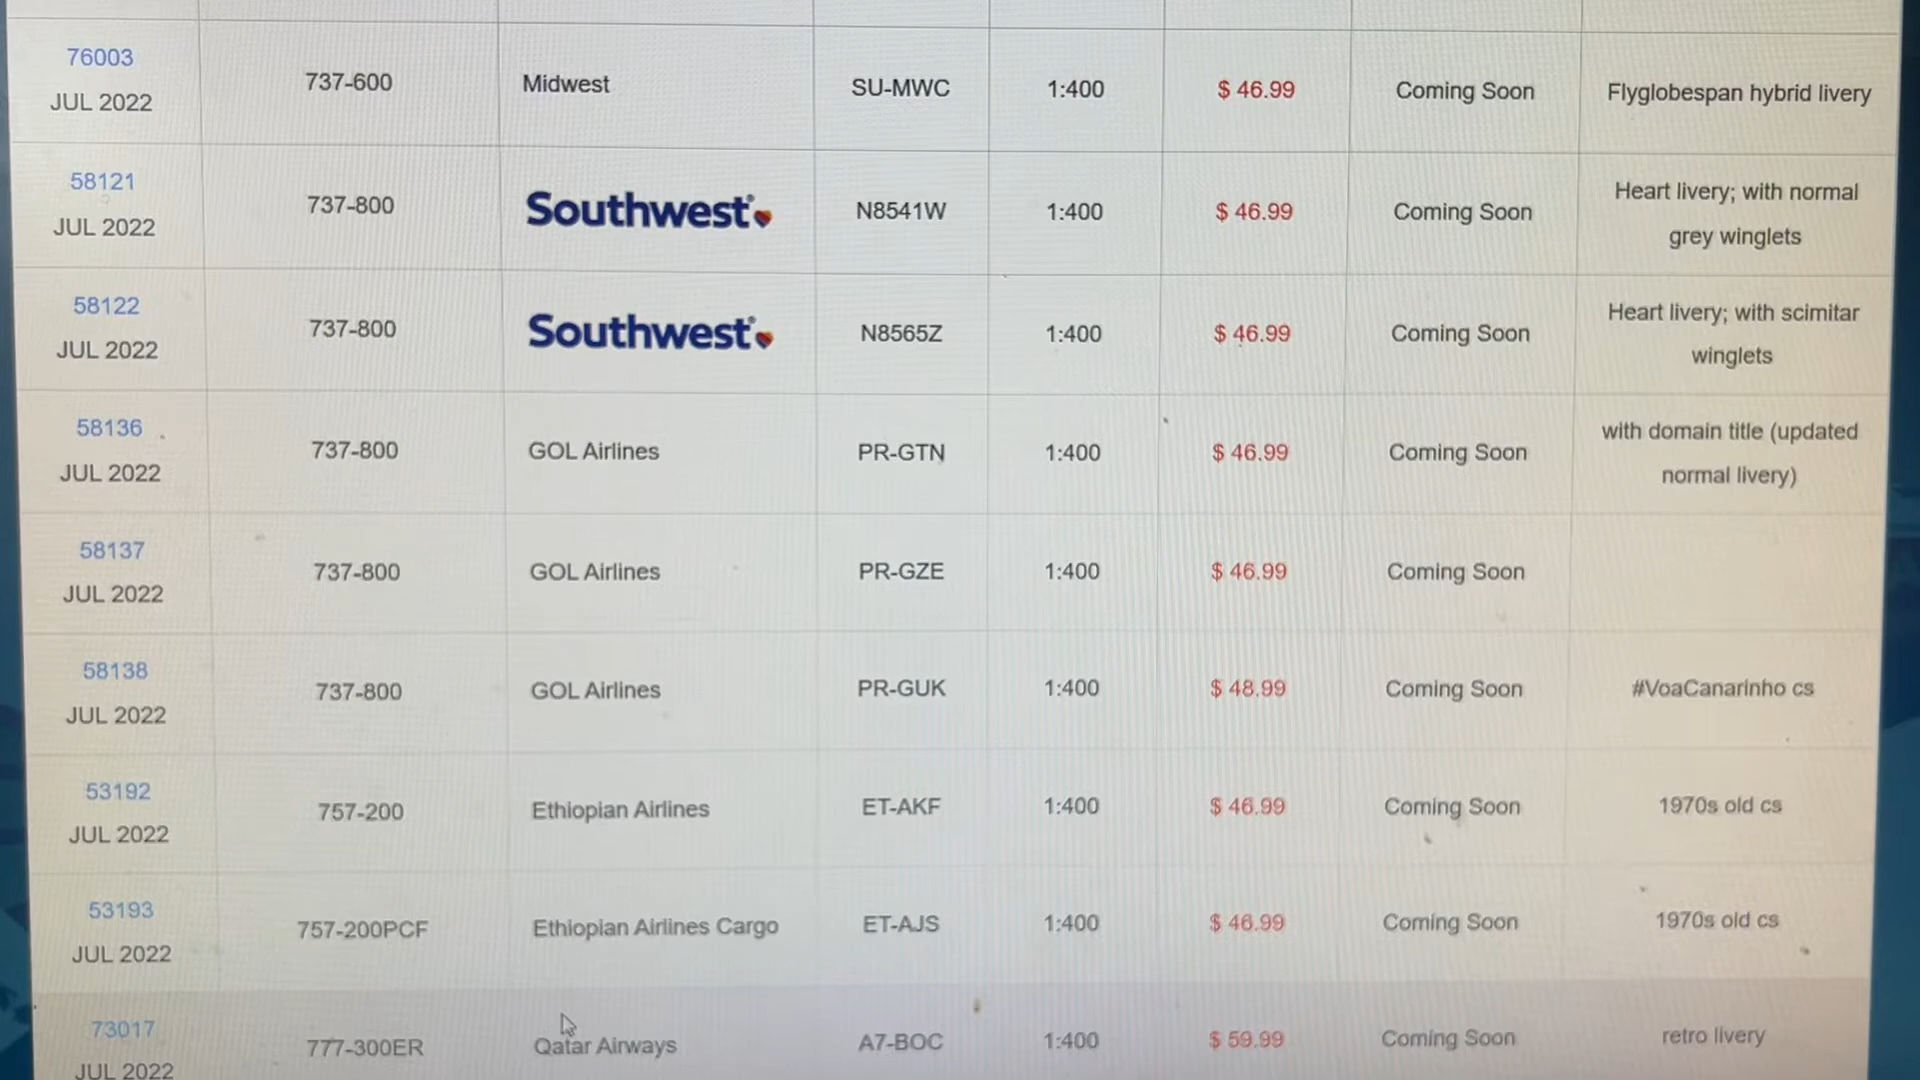 76003
JUL 2022
737-600
Midwest
SU-MWC
1:400
$ 46.99
Coming Soon
Flyglobespan hybrid livery
58121
JUL 2022
737-800
Southwest
N8541W
1:400
$ 46.99
Coming Soon
Heart livery; with normal
grey winglets
58122
JUL 2022
737-800
Southwest
N8565Z
1:400
$ 46.99
Coming Soon
Heart livery; with scimitar
winglets
58136
JUL 2022
737-800
GOL Airlines
PR-GTN
1:400
$ 46.99
Coming Soon
with domain title (updated
normal livery)
58137
JUL 2022
737-800
GOL Airlines
PR-GZE
1:400
$ 46.99
Coming Soon
58138
JUL 2022
737-800
GOL Airlines
PR-GUK
1:400
$ 48.99
Coming Soon
#VoaCanarinho cs
53192
JUL 2022
757-200
Ethiopian Airlines
ET-AKF
1:400
$ 46.99
Coming Soon
1970s old cs
53193
JUL 2022
757-200PCF
Ethiopian Airlines Cargo
ET-AJS
1:400
$ 46.99
Coming Soon
1970s old cs
73017
JUL 2022
777-300ER
Qatar Airways
A7-BOC
1:400
$ 59.99
Coming Soon
retro livery